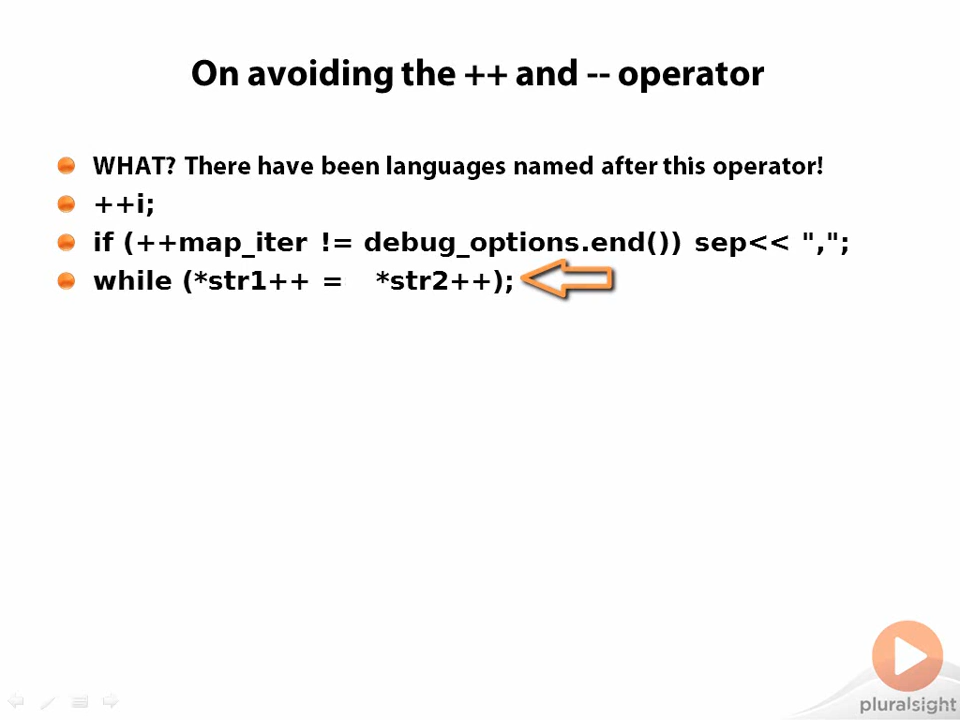 On avoiding the ++ and -- operator
WHAT? There have been languages named after this operator!
++i;
if (++map_iter != debug_options.end()) sep<< ",";
while (*str1++ = *str2++);
pluralsight